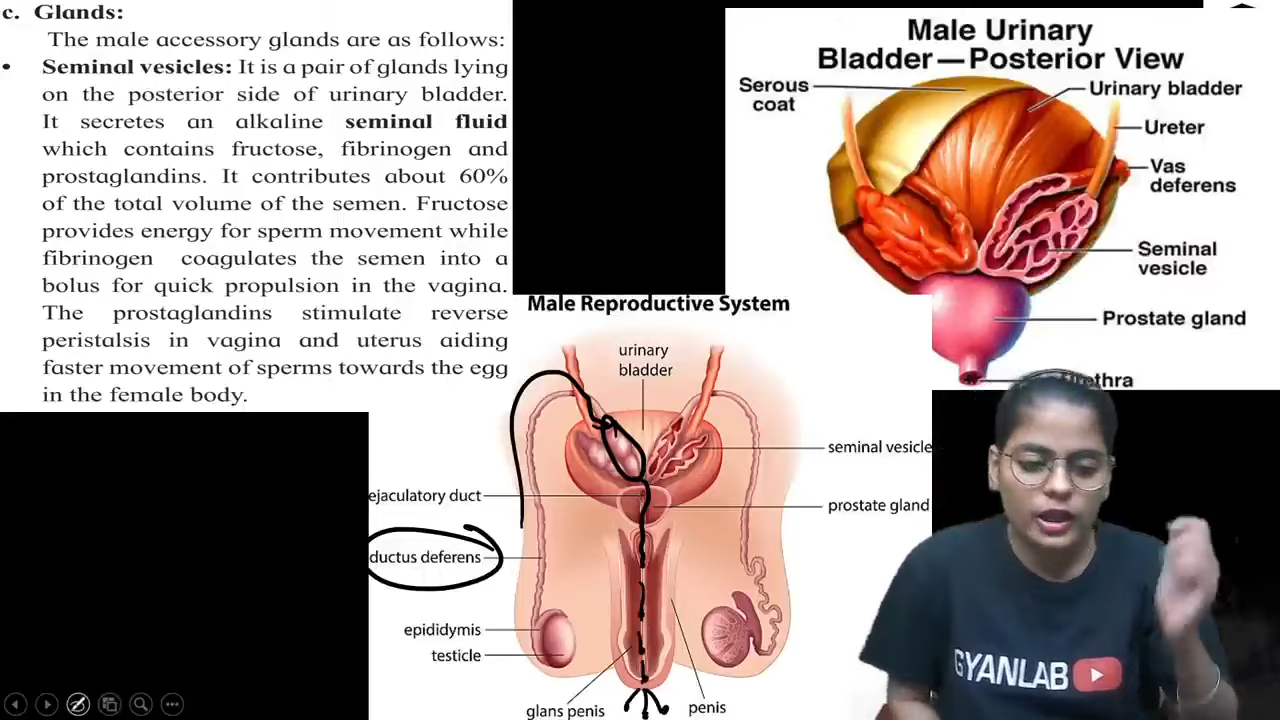 c. Glands:
The male accessory glands are as follows:
• Seminal vesicles: It is a pair of glands lying
on the posterior side of urinary bladder.
It secretes an alkaline seminal fluid
which contains fructose, fibrinogen and
prostaglandins. It contributes about 60%
of the total volume of the semen. Fructose
provides energy for sperm movement while
fibrinogen coagulates the semen into a
bolus for quick propulsion in the vagina.
The prostaglandins stimulate reverse
peristalsis in vagina and uterus aiding
faster movement of sperms towards the egg
in the female body.
Male Urinary
Bladder—Posterior View
Serous
coat
Urinary bladder
Ureter
Vas
deferens
Seminal
vesicle
Prostate gland
Male Reproductive System
urinary
bladder
seminal vesicle
ejaculatory duct
prostate gland
ductus deferens
epididymis
testicle
glans penis
penis
GYANLAB